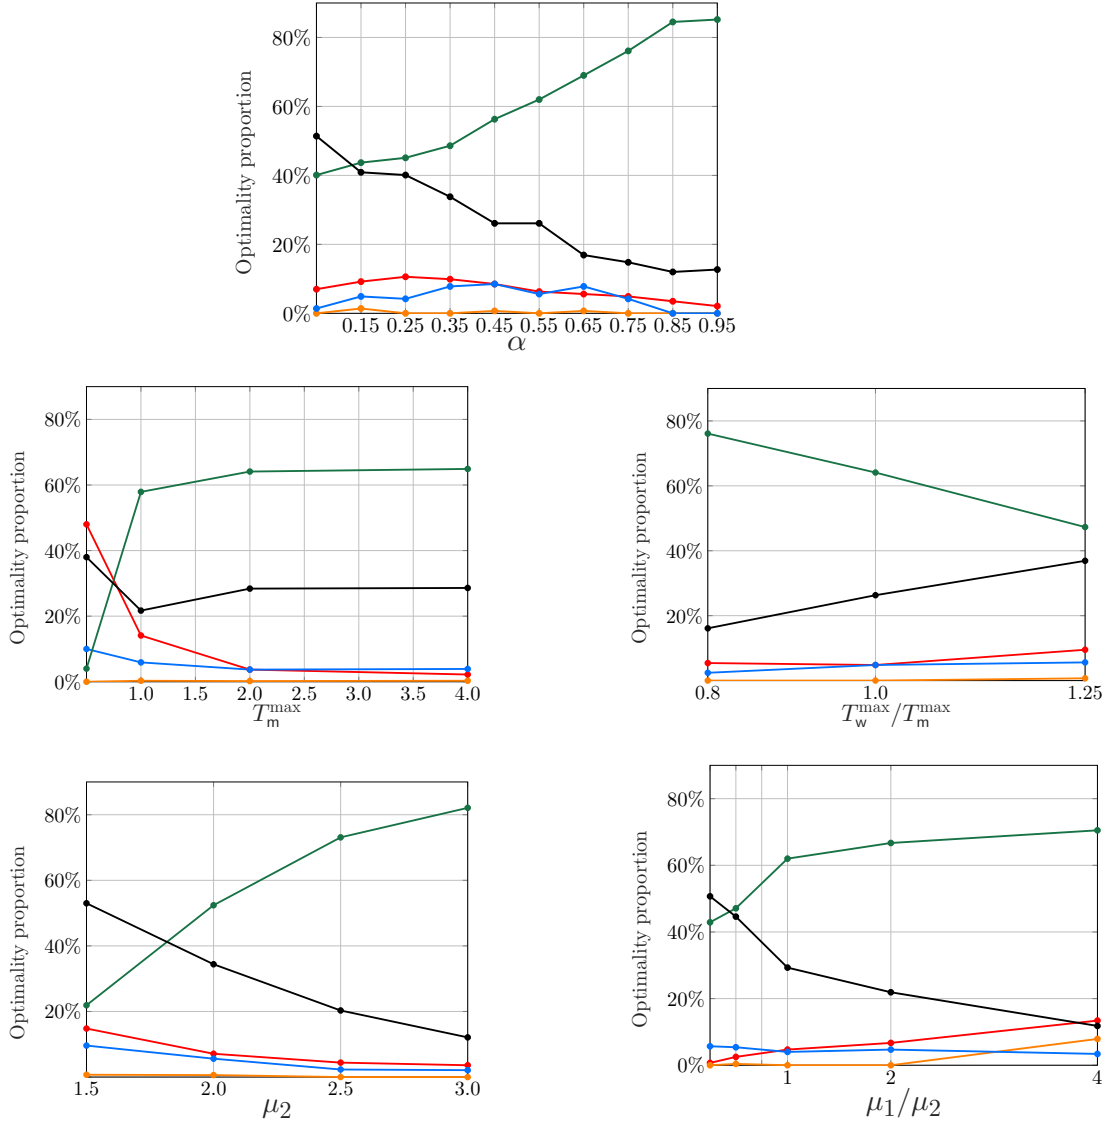 Optimality proportion
80%
60%
40%
20%
0%
0.15 0.25 0.35 0.45 0.55 0.65 0.75 0.85 0.95
α
Optimality proportion
80%
60%
40%
20%
0%
1.0 1.5 2.0 2.5 3.0 3.5 4.0
T_m^max
Optimality proportion
80%
60%
40%
20%
0.8 1.0 1.25
T_w^max/T_m^max
Optimality proportion
80%
60%
40%
20%
1.5 2.0 2.5 3.0
μ₂
Optimality proportion
80%
60%
40%
20%
0%
1 2 4
μ₁/μ₂